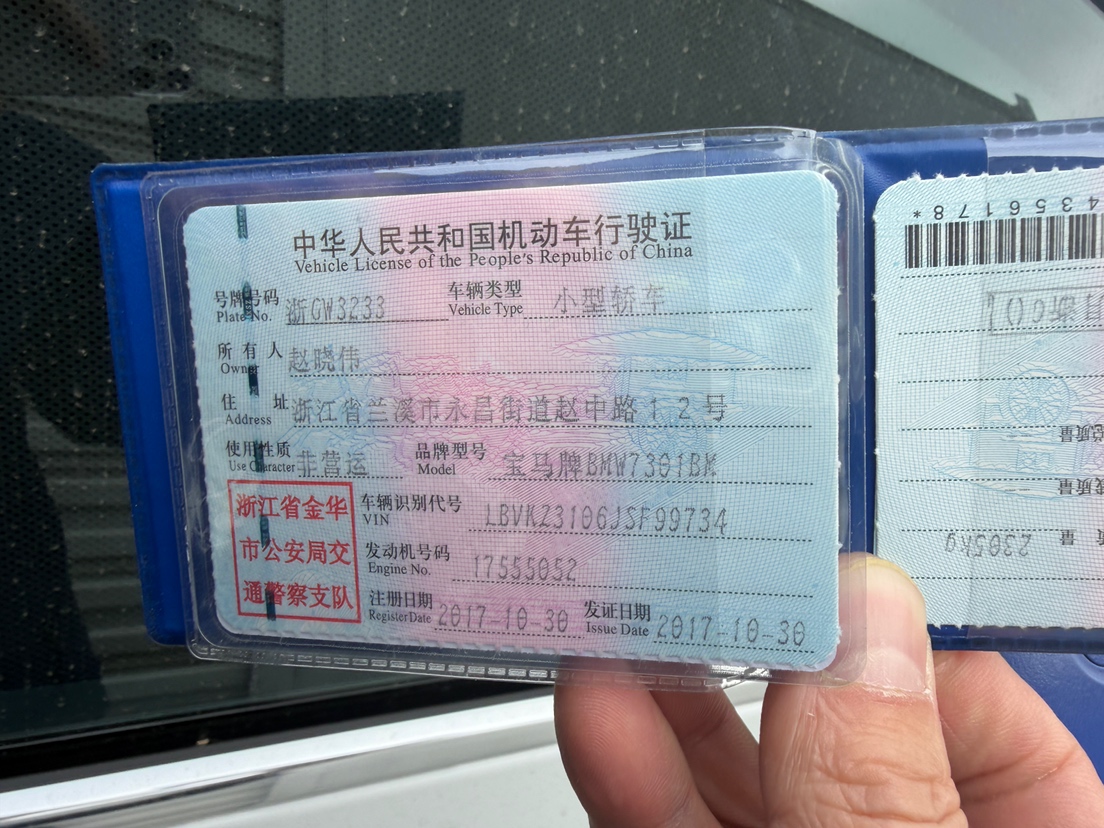 中华人民共和国机动车行驶证
Vehicle License of the People's Republic of China
号牌号码 浙GW3233 车辆类型 小型轿车
Plate No. Vehicle Type
所有人 赵晓伟
Owner
住址 浙江省兰溪市永昌街道赵中路12号
Address
使用性质 非营运 品牌型号 宝马牌BMW7301BM
Use Character Model
浙江省金华
市公安局交
通警察支队
车辆识别代号 LBVKZ3106JSF99734
VIN
发动机号码 17555052
Engine No.
注册日期 2017-10-30 发证日期 2017-10-30
Register Date Issue Date
2305kg